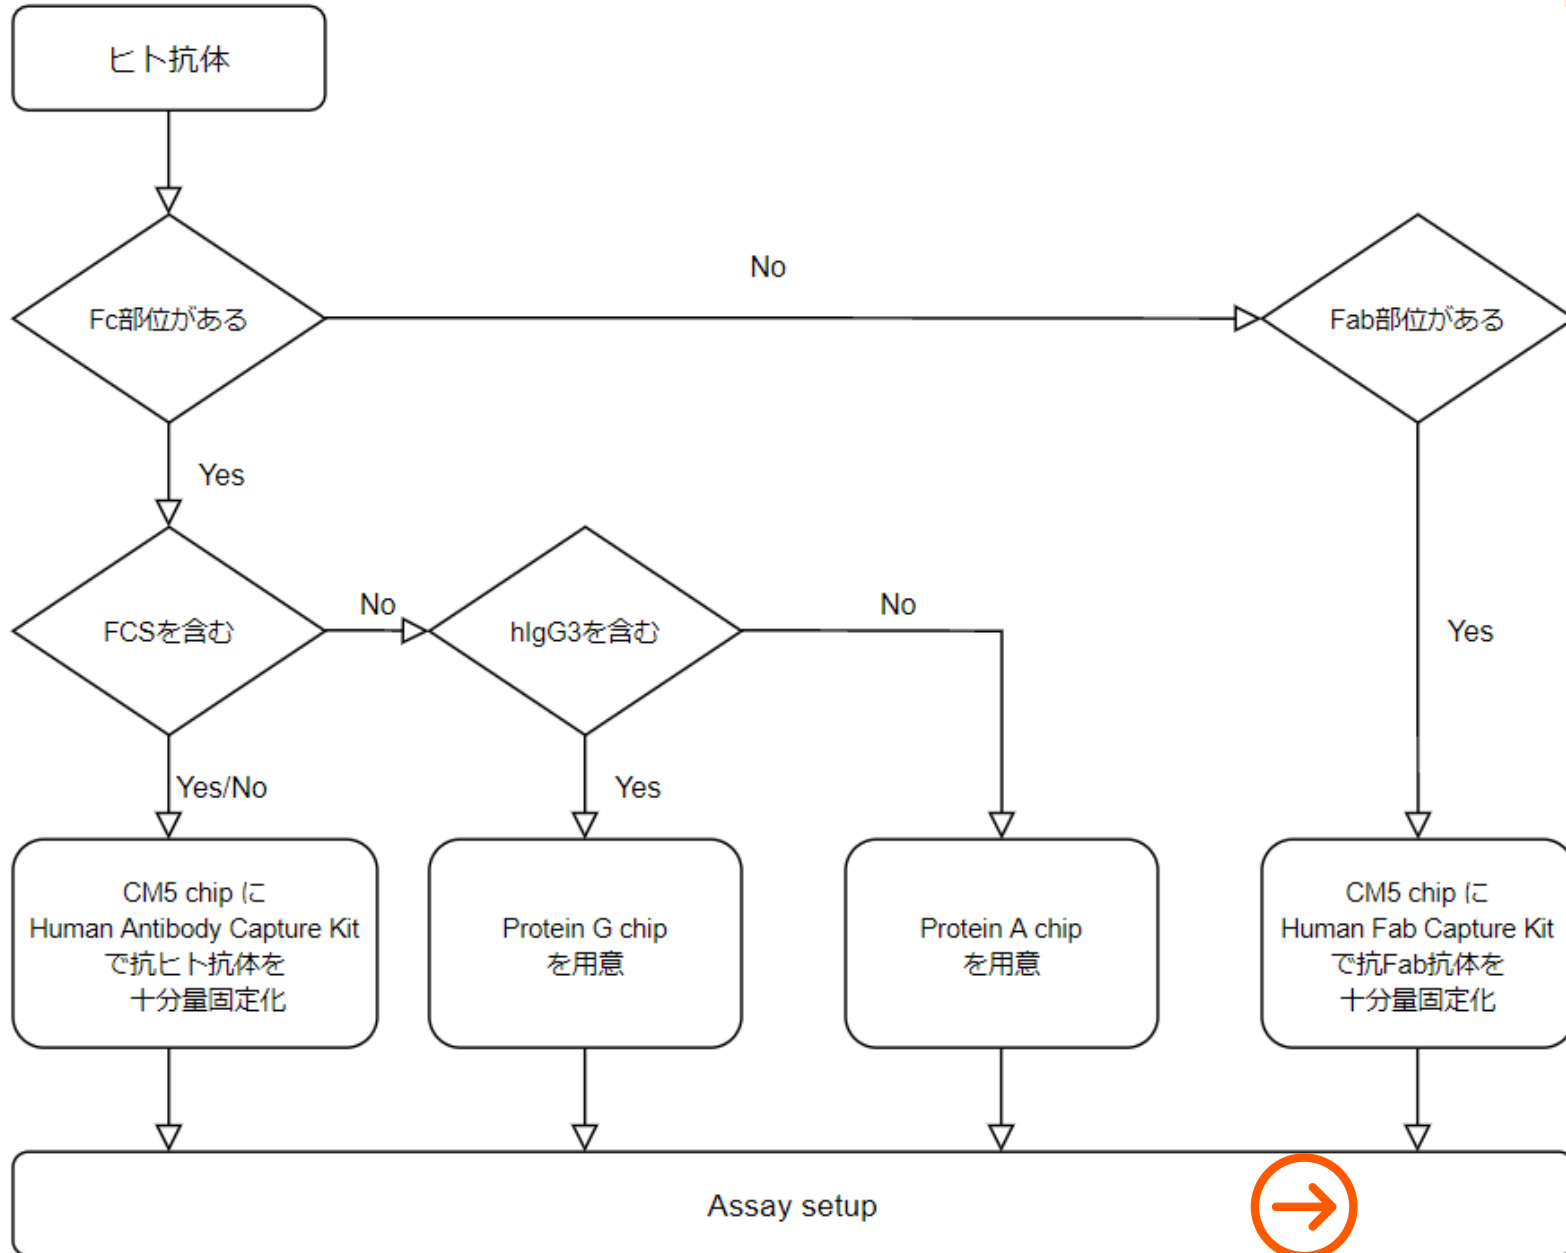 ヒト抗体
No
Fc部位がある
Fab部位がある
Yes
No
No
FCSを含む
hIgG3を含む
Yes
Yes/No
Yes
CM5 chip に
Human Antibody Capture Kit
で抗ヒト抗体を
十分量固定化
Protein G chip
を用意
Protein A chip
を用意
CM5 chip に
Human Fab Capture Kit
で抗Fab抗体を
十分量固定化
Assay setup